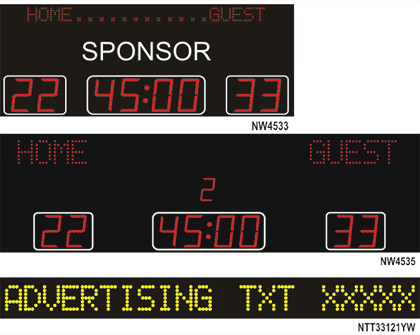 HOME............GUEST
SPONSOR
22 45:00 33
NW4533
HOME GUEST
2
22 45:00 33
NW4535
ADVERTISING TXT XXXXX
NTT33121YW